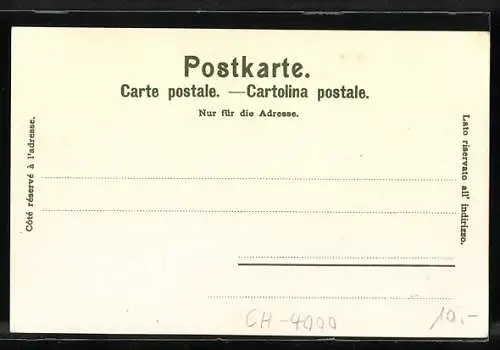 Postkarte.
Carte postale. — Cartolina postale.
Nur für die Adresse.
Côté réservé à l'adresse.
Lato riservato all' indirizzo.
CH-4000
10.-